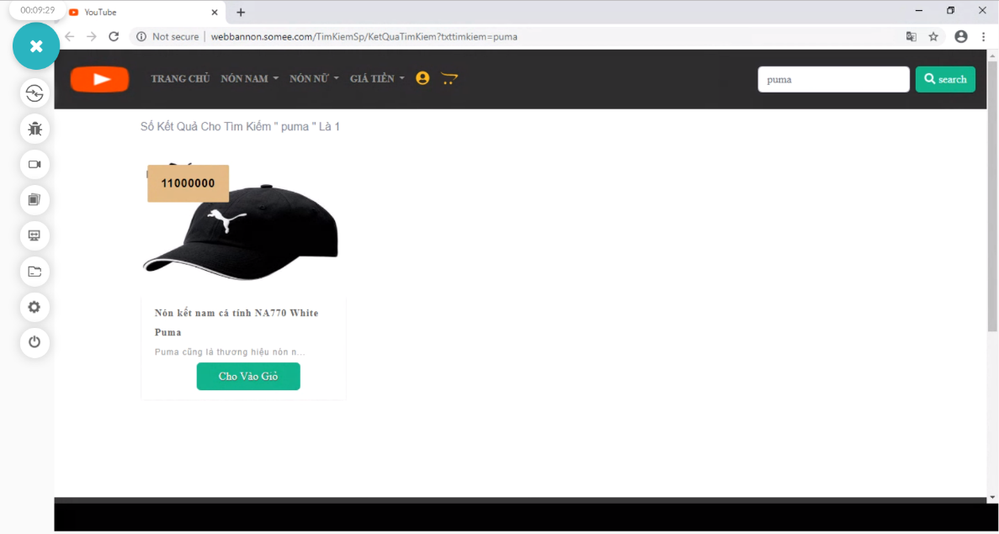 00:09:29
YouTube
Not secure | webbannon.somee.com/TimKiemSp/KetQuaTimKiem?txttimkiem=puma
TRANG CHỦ NÓN NAM NÓN NỮ GIÁ TIỀN puma search
Số Kết Quả Cho Tìm Kiếm " puma " Là 1
11000000
Nón kết nam cá tính NA770 White
Puma
Puma cũng là thương hiệu nón n...
Cho Vào Giỏ